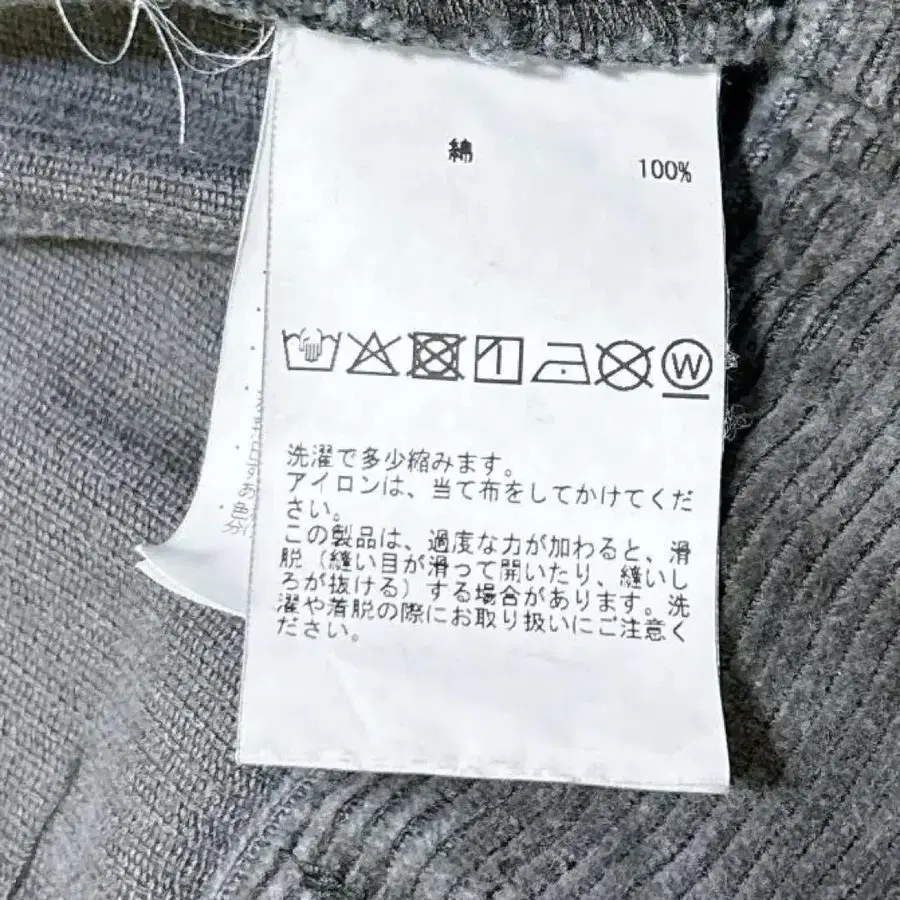 綿 100%
W
洗濯で多少縮みます。
アイロンは、当て布をしてかけてくだ
さい。
この製品は、過度な力が加わると、滑
脱（縫い目が滑って開いたり、縫いし
ろが抜ける）する場合があります。洗
濯や着脱の際にお取り扱いにご注意く
ださい。